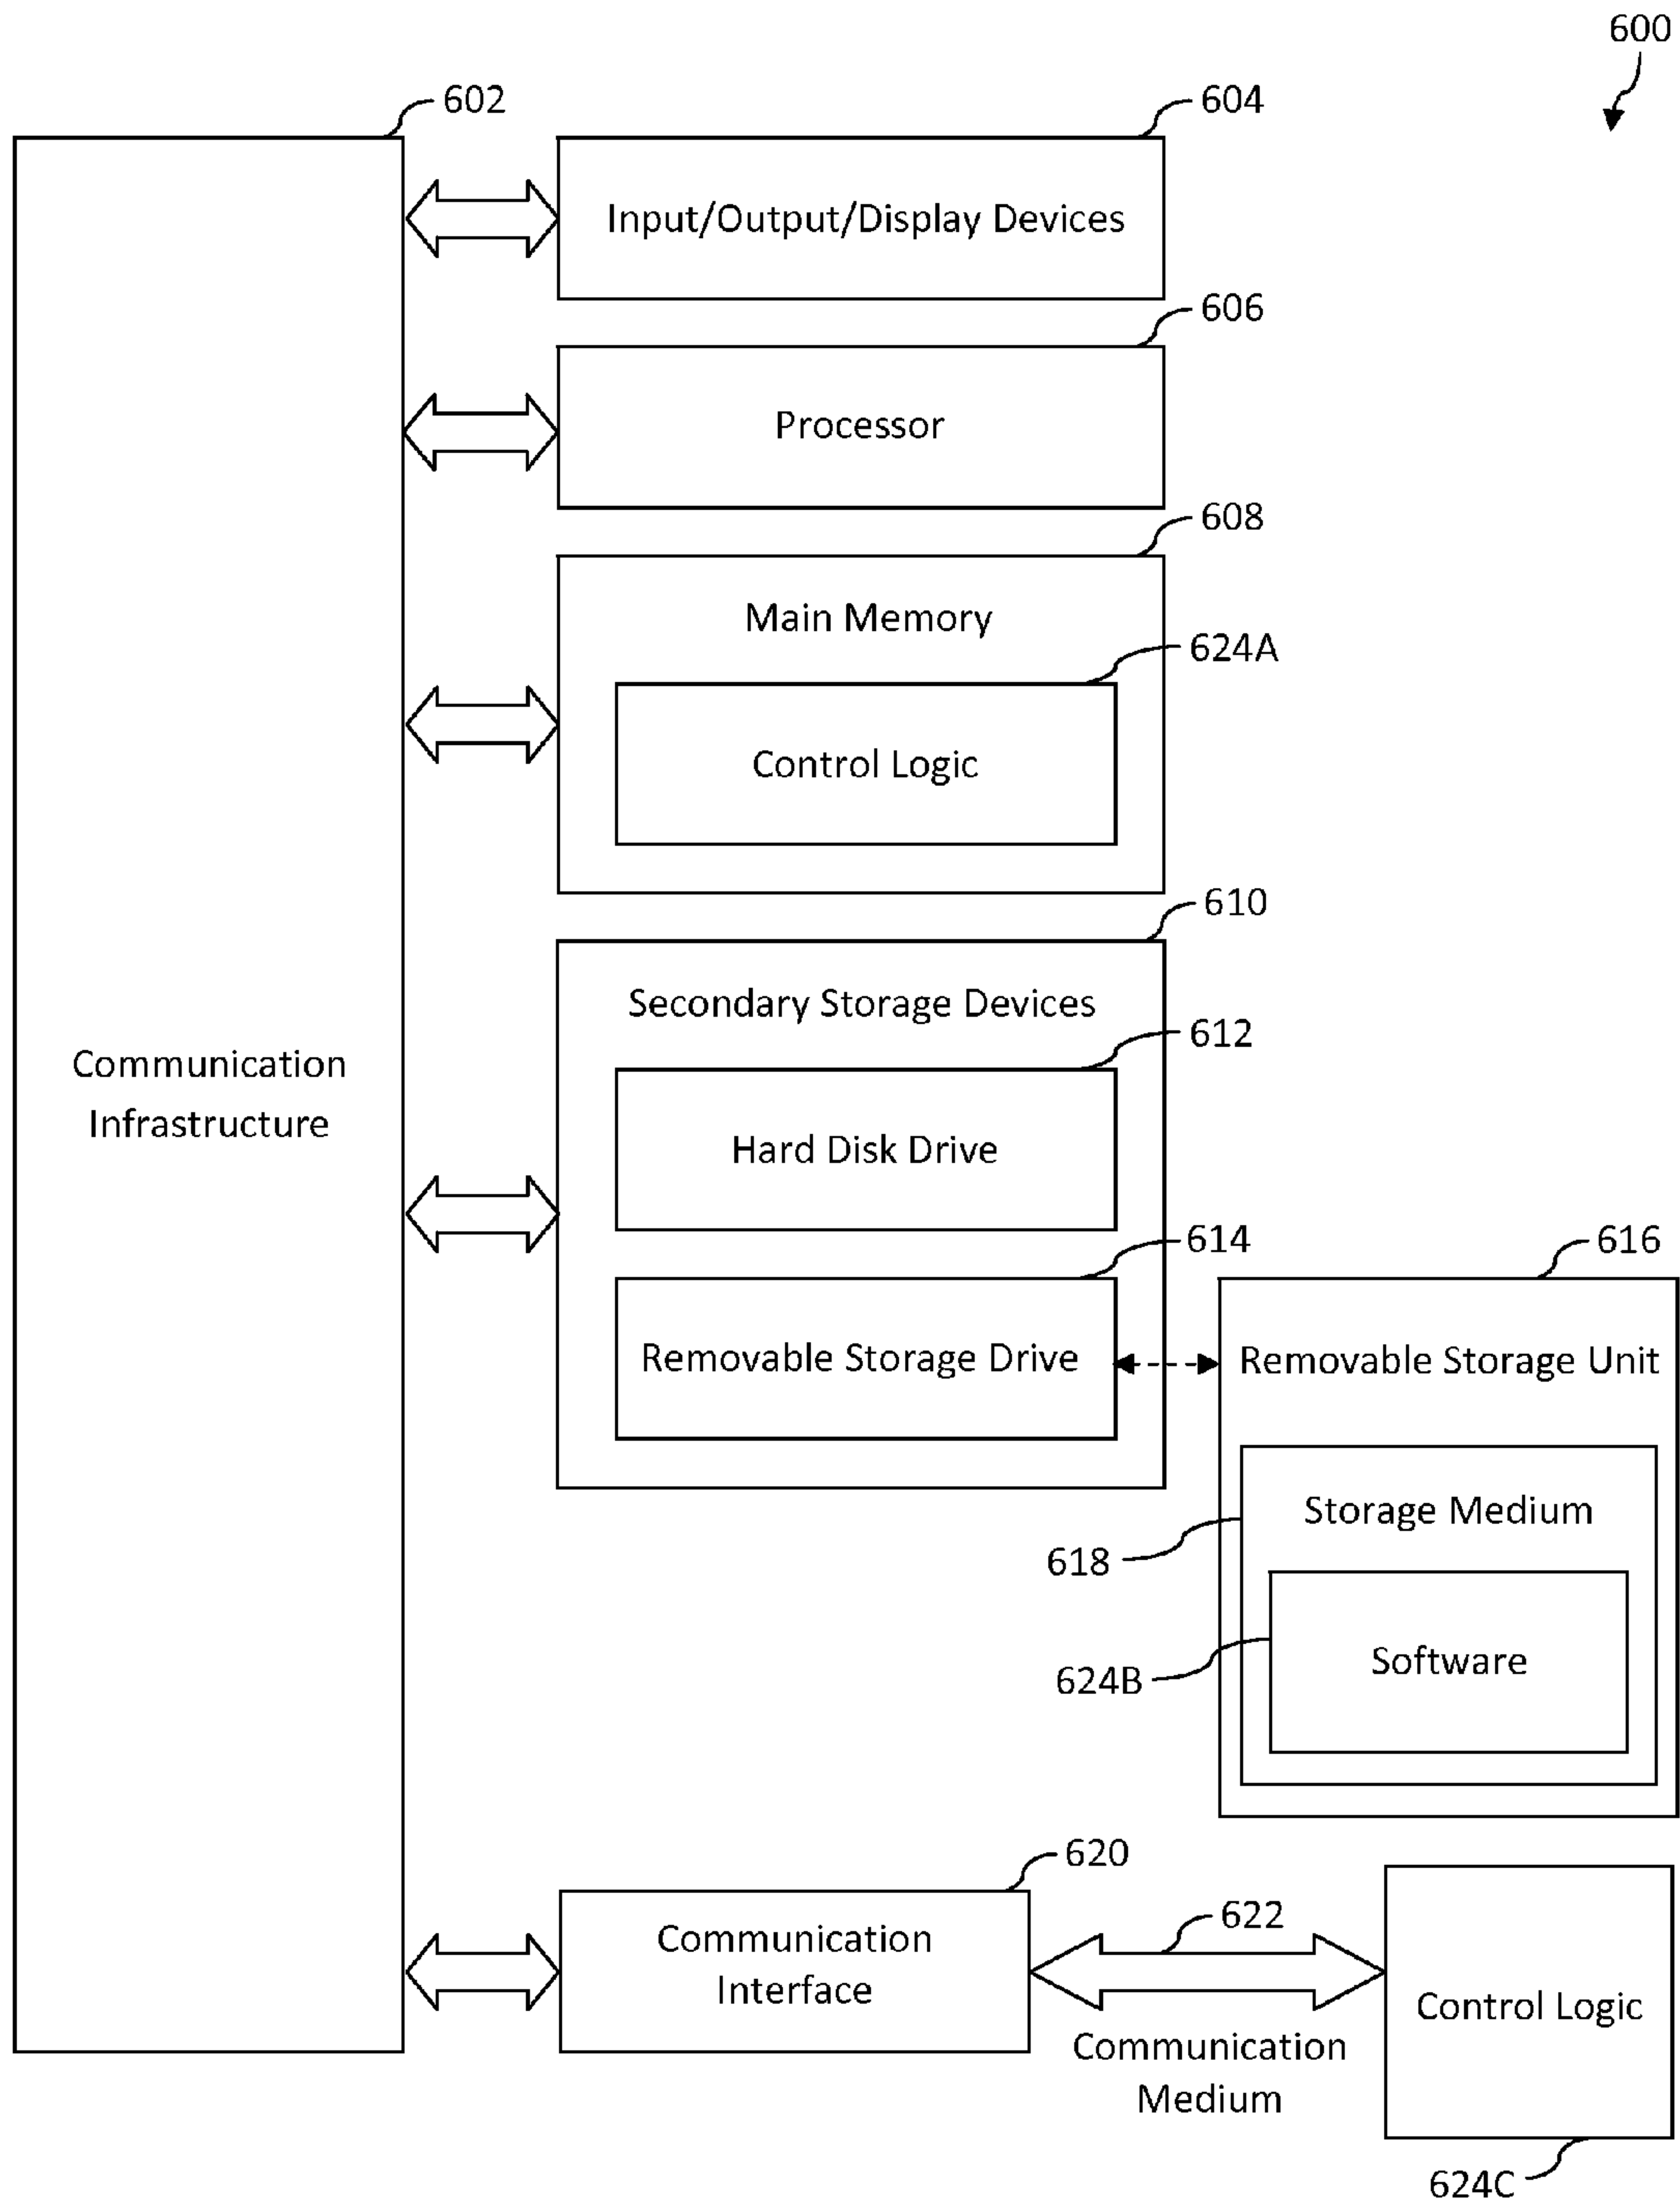 600
602
604
Input/Output/Display Devices
606
Processor
608
Main Memory
624A
Control Logic
610
Secondary Storage Devices
612
Communication
Infrastructure
Hard Disk Drive
614
616
Removable Storage Drive
Removable Storage Unit
Storage Medium
618
Software
624B
620
622
Communication
Interface
Control Logic
Communication
Medium
624C